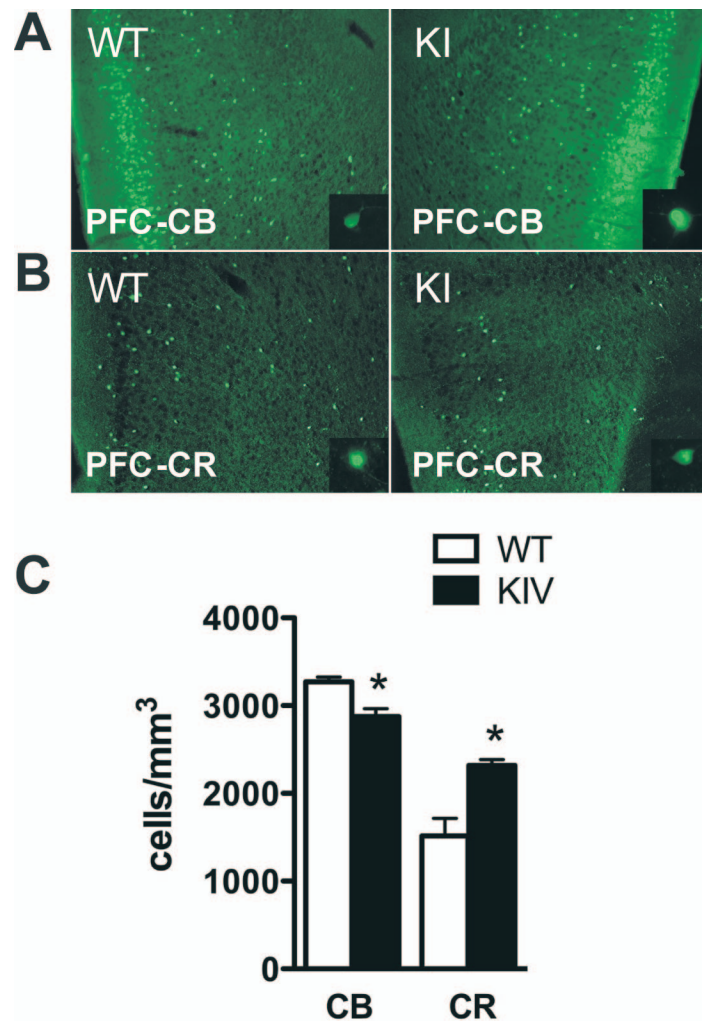 A
WT
KI
PFC-CB
PFC-CB
B
WT
KI
PFC-CR
PFC-CR
C
WT
KIV
cells/mm³
4000
3000
2000
1000
0
*
*
CB
CR